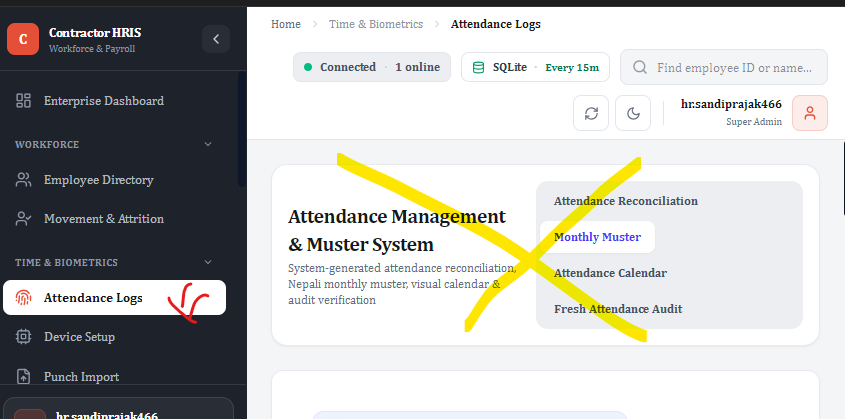 C
Contractor HRIS
Workforce & Payroll
Enterprise Dashboard
WORKFORCE
Employee Directory
Movement & Attrition
TIME & BIOMETRICS
Attendance Logs
Device Setup
Punch Import
hr.sandiprajak466
Home > Time & Biometrics > Attendance Logs
Connected · 1 online
SQLite · Every 15m
Find employee ID or name...
hr.sandiprajak466
Super Admin
Attendance Management
& Muster System
System-generated attendance reconciliation,
Nepali monthly muster, visual calendar &
audit verification
Attendance Reconciliation
Monthly Muster
Attendance Calendar
Fresh Attendance Audit